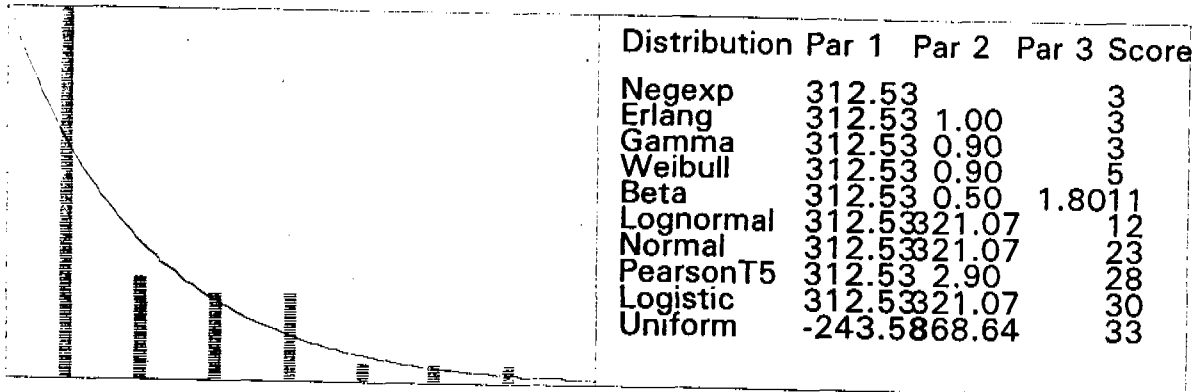 Distribution Par 1 Par 2 Par 3 Score
Negexp 312.53 3
Erlang 312.53 1.00 3
Gamma 312.53 0.90 3
Weibull 312.53 0.90 5
Beta 312.53 0.50 1.80 11
Lognormal 312.53 321.07 12
Normal 312.53 321.07 23
PearsonT5 312.53 2.90 28
Logistic 312.53 321.07 30
Uniform -243.58 868.64 33